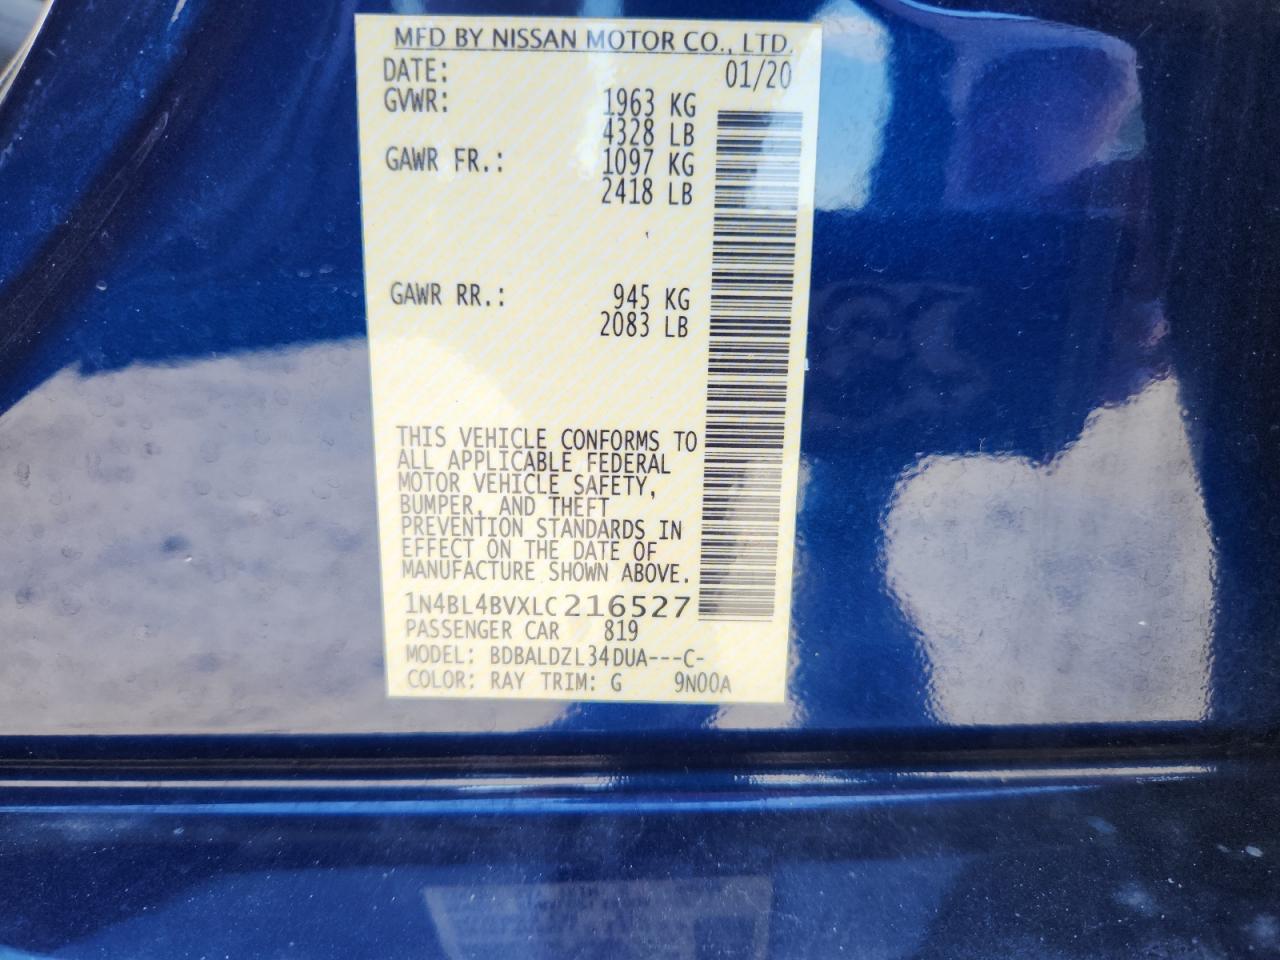 MFD BY NISSAN MOTOR CO., LTD.
DATE: 01/20
GVWR: 1963 KG
4328 LB
GAWR FR.: 1097 KG
2418 LB
GAWR RR.: 945 KG
2083 LB
THIS VEHICLE CONFORMS TO
ALL APPLICABLE FEDERAL
MOTOR VEHICLE SAFETY,
BUMPER, AND THEFT
PREVENTION STANDARDS IN
EFFECT ON THE DATE OF
MANUFACTURE SHOWN ABOVE.
1N4BL4BVXLC216527
PASSENGER CAR 819
MODEL: BDBALDZL34DUA---C-
COLOR: RAY TRIM: G 9N00A